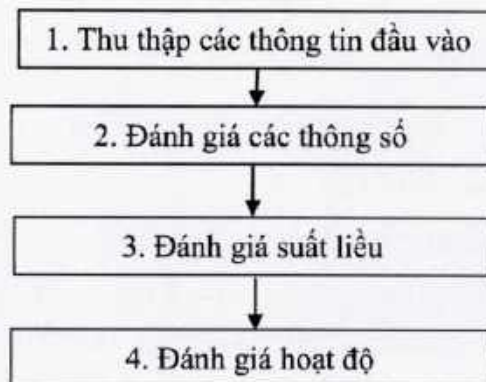 1. Thu thập các thông tin đầu vào
2. Đánh giá các thông số
3. Đánh giá suất liều
4. Đánh giá hoạt độ